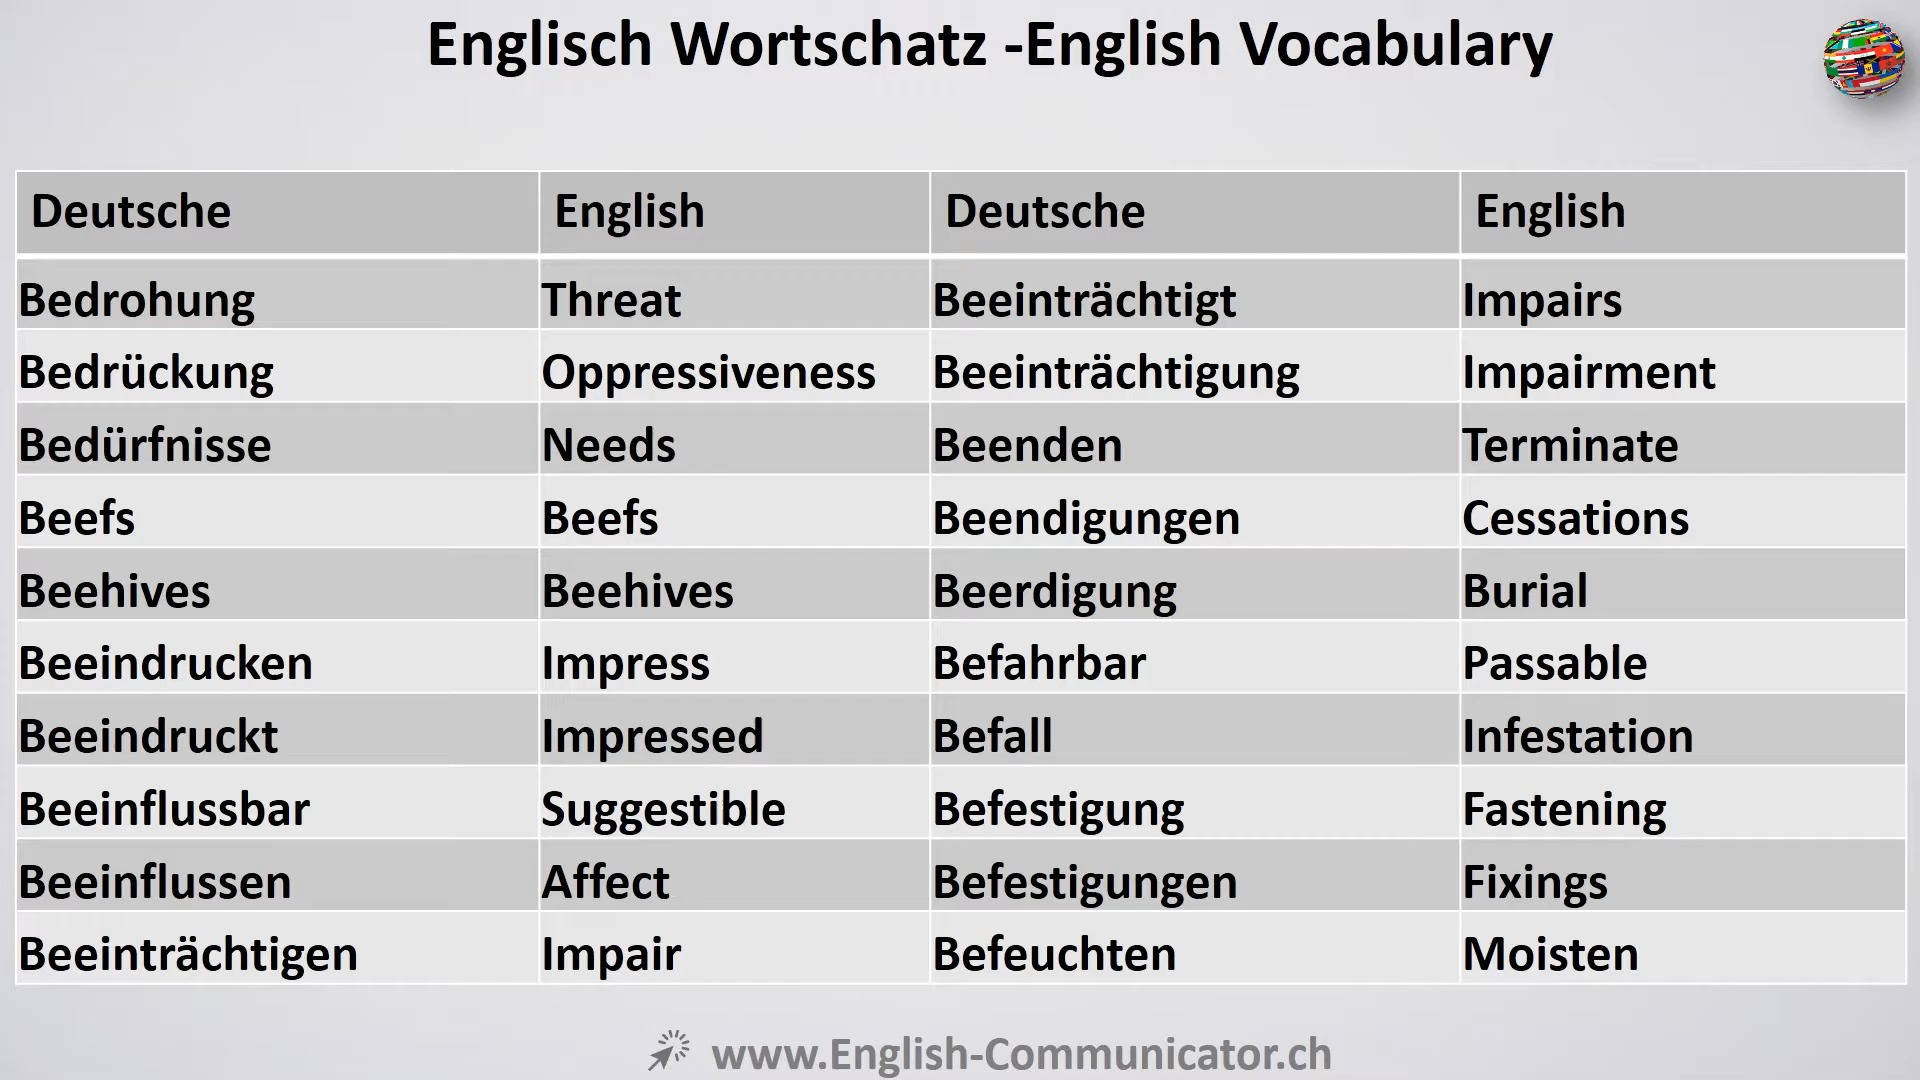 Englisch Wortschatz -English Vocabulary
Deutsche English Deutsche English
Bedrohung Threat Beeinträchtigt Impairs
Bedrückung Oppressiveness Beeinträchtigung Impairment
Bedürfnisse Needs Beenden Terminate
Beefs Beefs Beendigungen Cessations
Beehives Beehives Beerdigung Burial
Beeindrucken Impress Befahrbar Passable
Beeindruckt Impressed Befall Infestation
Beeinflussbar Suggestible Befestigung Fastening
Beeinflussen Affect Befestigungen Fixings
Beeinträchtigen Impair Befeuchten Moisten
www.English-Communicator.ch